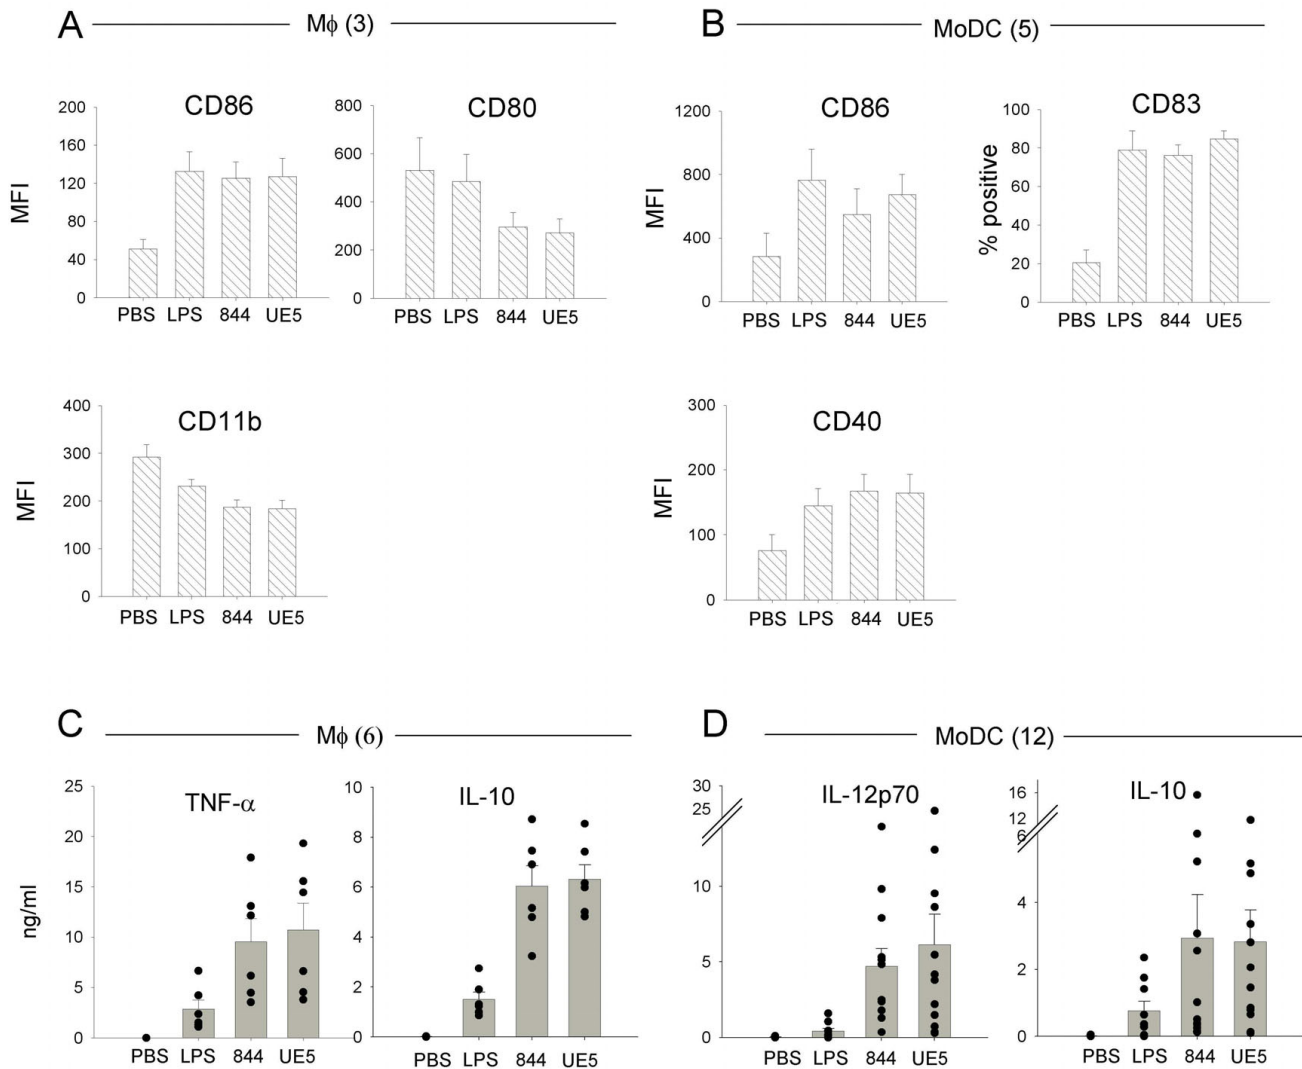 A
Mϕ (3)
B
MoDC (5)
CD86
MFI
200
160
120
80
40
0
PBS LPS 844 UE5
CD80
800
600
400
200
0
PBS LPS 844 UE5
CD86
MFI
1200
800
400
0
PBS LPS 844 UE5
CD83
% positive
100
80
60
40
20
0
PBS LPS 844 UE5
CD11b
MFI
400
300
200
100
0
PBS LPS 844 UE5
CD40
MFI
300
200
100
0
PBS LPS 844 UE5
C
Mϕ (6)
D
MoDC (12)
TNF-α
ng/ml
25
20
15
10
5
0
PBS LPS 844 UE5
IL-10
10
8
6
4
2
0
PBS LPS 844 UE5
IL-12p70
30
25
10
5
0
PBS LPS 844 UE5
IL-10
16
12
6
4
2
0
PBS LPS 844 UE5